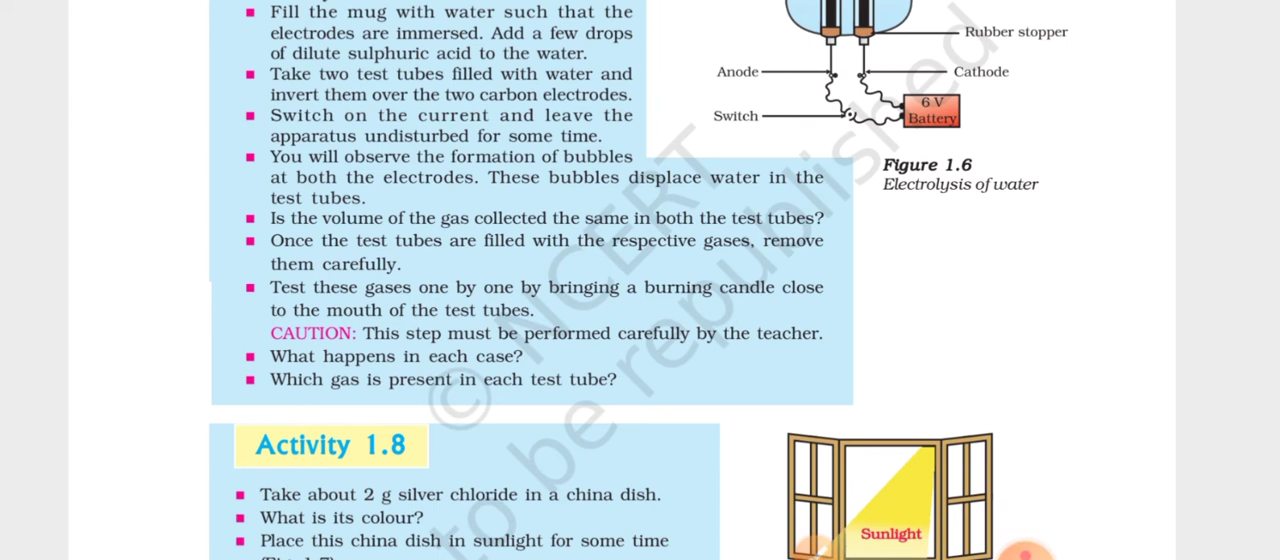 ■ Fill the mug with water such that the
electrodes are immersed. Add a few drops
of dilute sulphuric acid to the water.
■ Take two test tubes filled with water and
invert them over the two carbon electrodes.
■ Switch on the current and leave the
apparatus undisturbed for some time.
■ You will observe the formation of bubbles
at both the electrodes. These bubbles displace water in the
test tubes.
■ Is the volume of the gas collected the same in both the test tubes?
■ Once the test tubes are filled with the respective gases, remove
them carefully.
■ Test these gases one by one by bringing a burning candle close
to the mouth of the test tubes.
CAUTION: This step must be performed carefully by the teacher.
■ What happens in each case?
■ Which gas is present in each test tube?
Rubber stopper
Anode
Cathode
6 V
Battery
Switch
Figure 1.6
Electrolysis of water
Activity 1.8
■ Take about 2 g silver chloride in a china dish.
■ What is its colour?
■ Place this china dish in sunlight for some time
Sunlight
© NCERT
to be republished